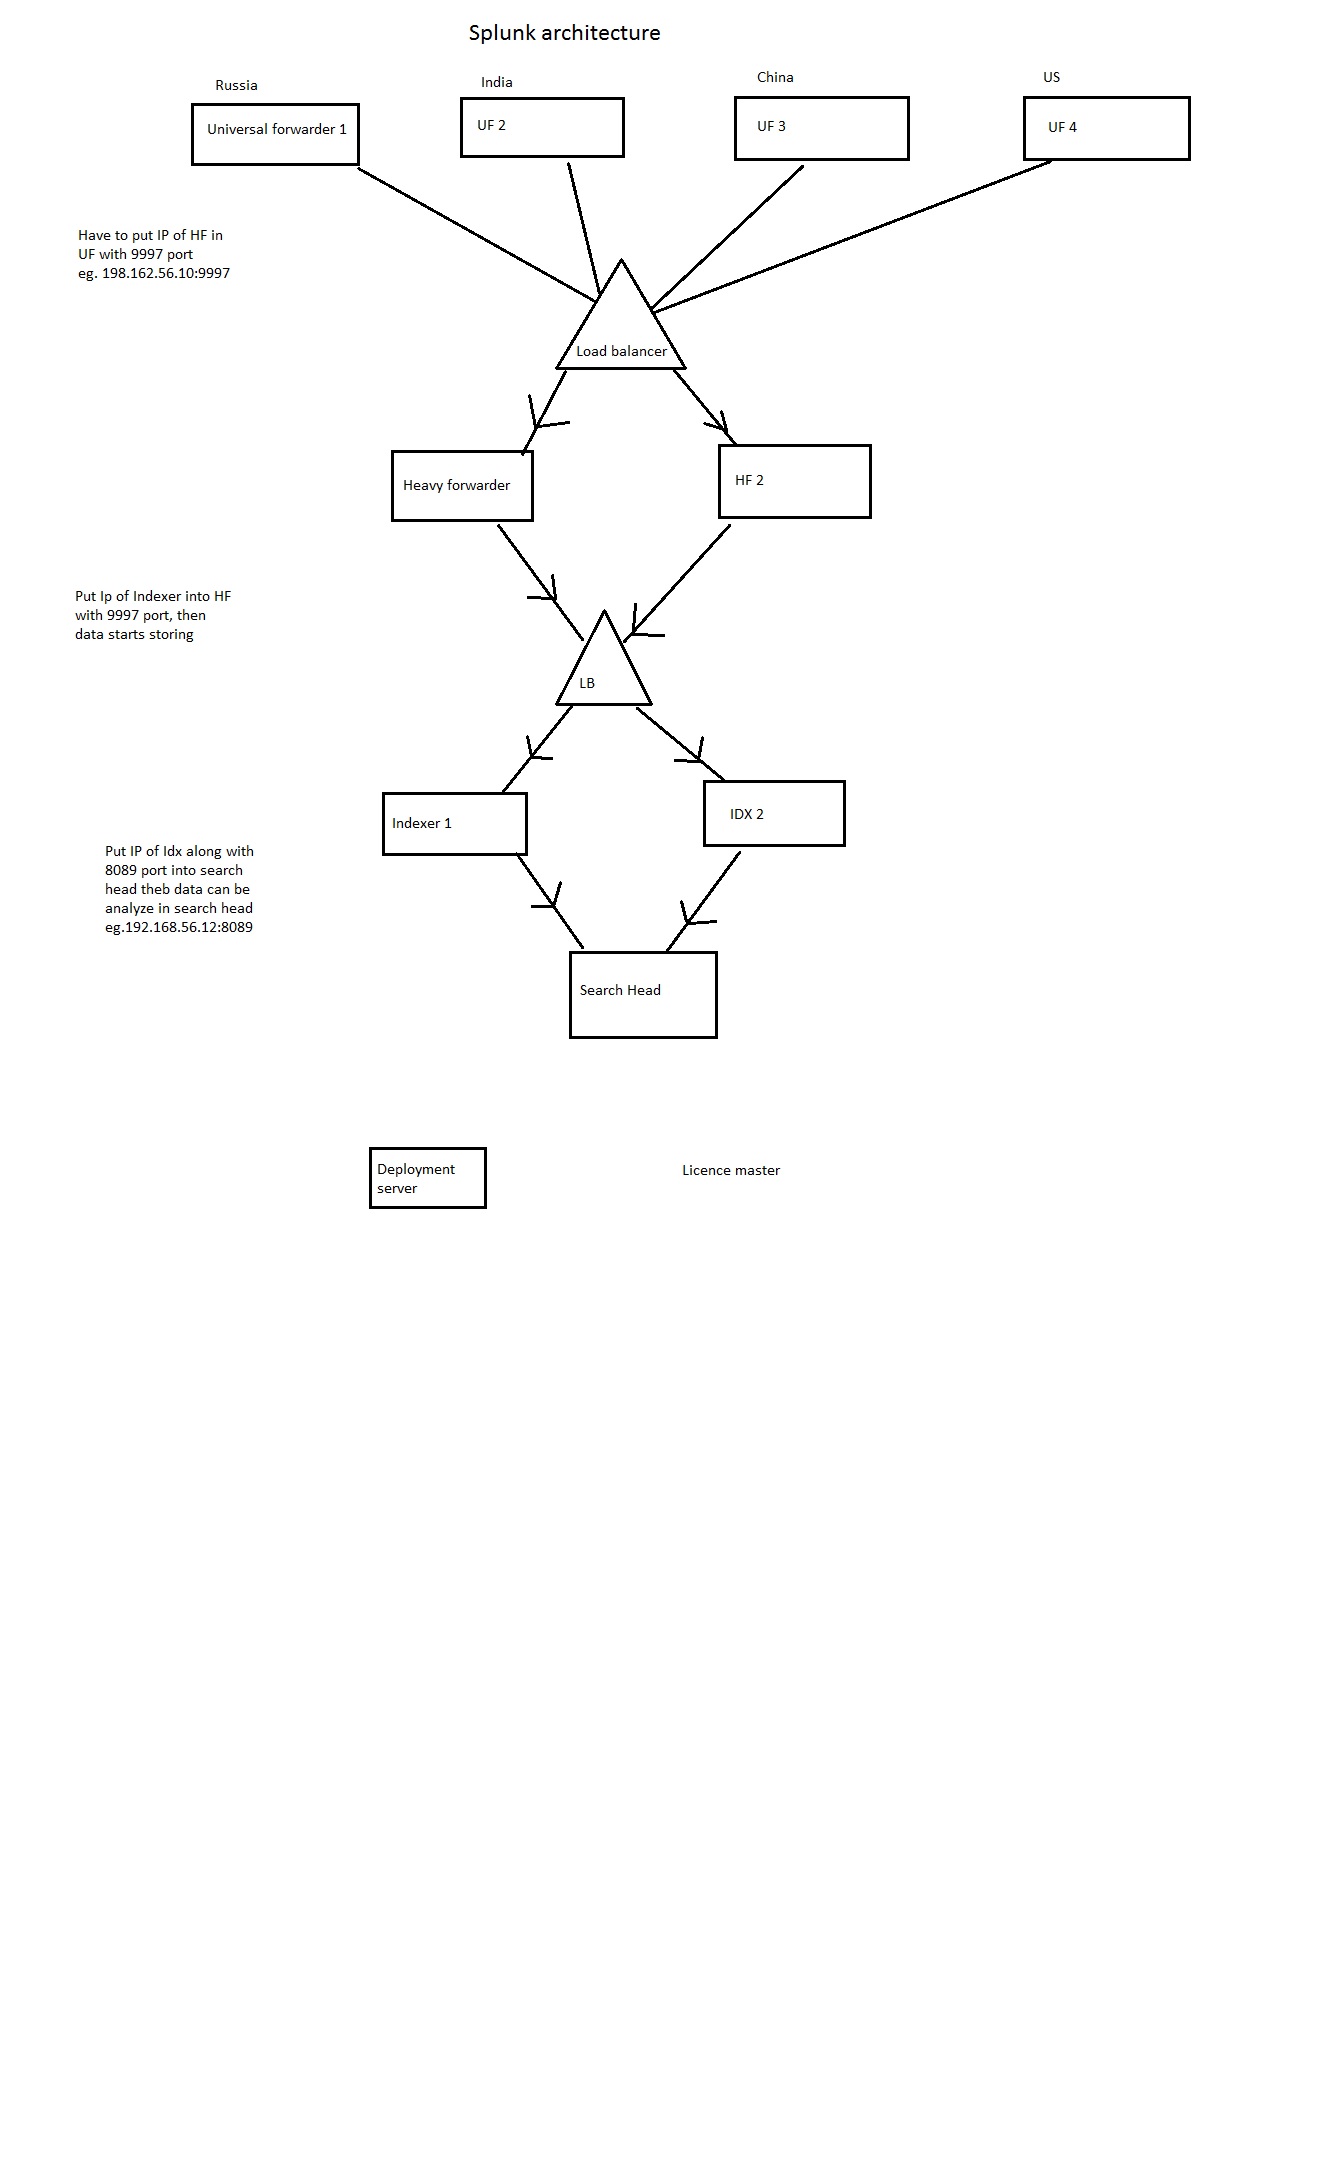 Splunk architecture
Russia
India
China
US
Universal forwarder 1
UF 2
UF 3
UF 4
Have to put IP of HF in
UF with 9997 port
eg. 198.162.56.10:9997
Load balancer
Heavy forwarder
HF 2
Put Ip of Indexer into HF
with 9997 port, then
data starts storing
LB
Indexer 1
IDX 2
Put IP of Idx along with
8089 port into search
head theb data can be
analyze in search head
eg.192.168.56.12:8089
Search Head
Deployment
server
Licence master